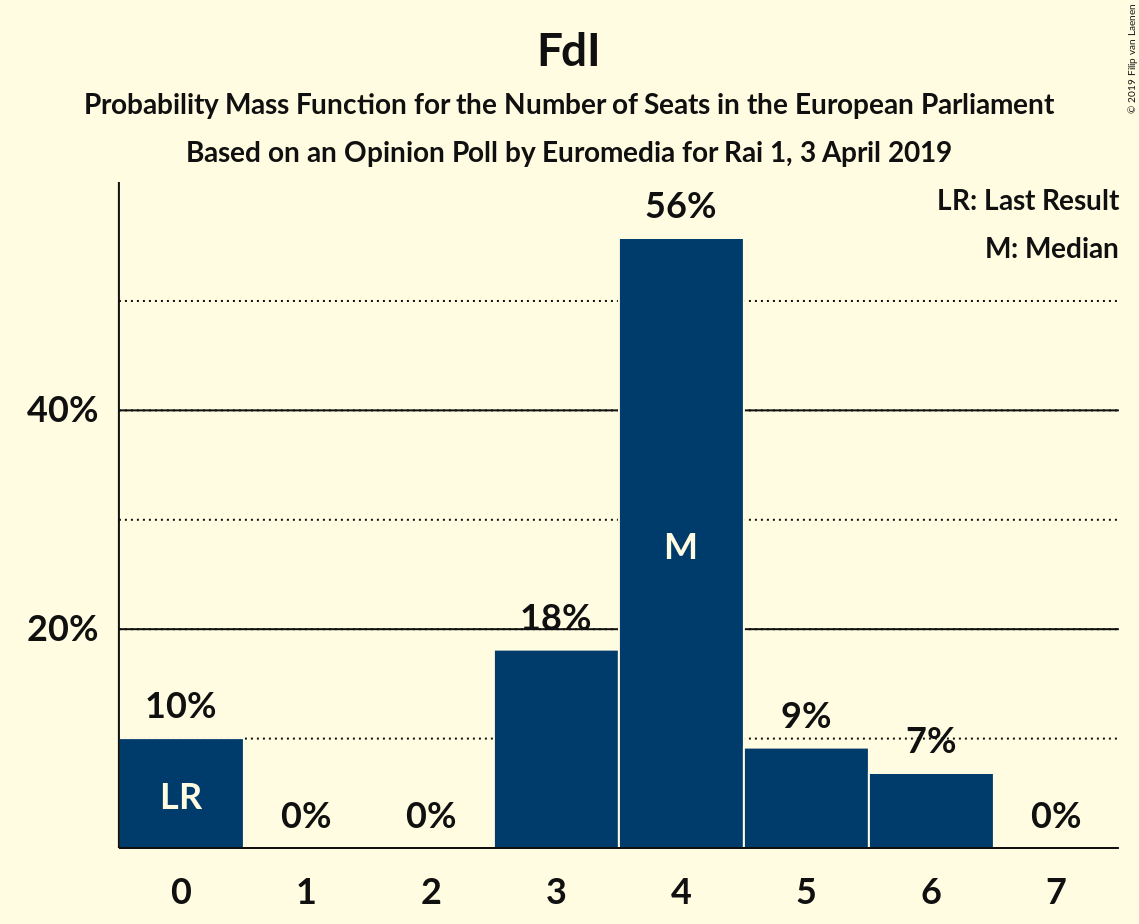 FdI
Probability Mass Function for the Number of Seats in the European Parliament
Based on an Opinion Poll by Euromedia for Rai 1, 3 April 2019
© 2019 Filip van Laenen
LR: Last Result
M: Median
56%
40%
M
20%
18%
10%
9%
7%
LR
0%
0%
0%
0 1 2 3 4 5 6 7